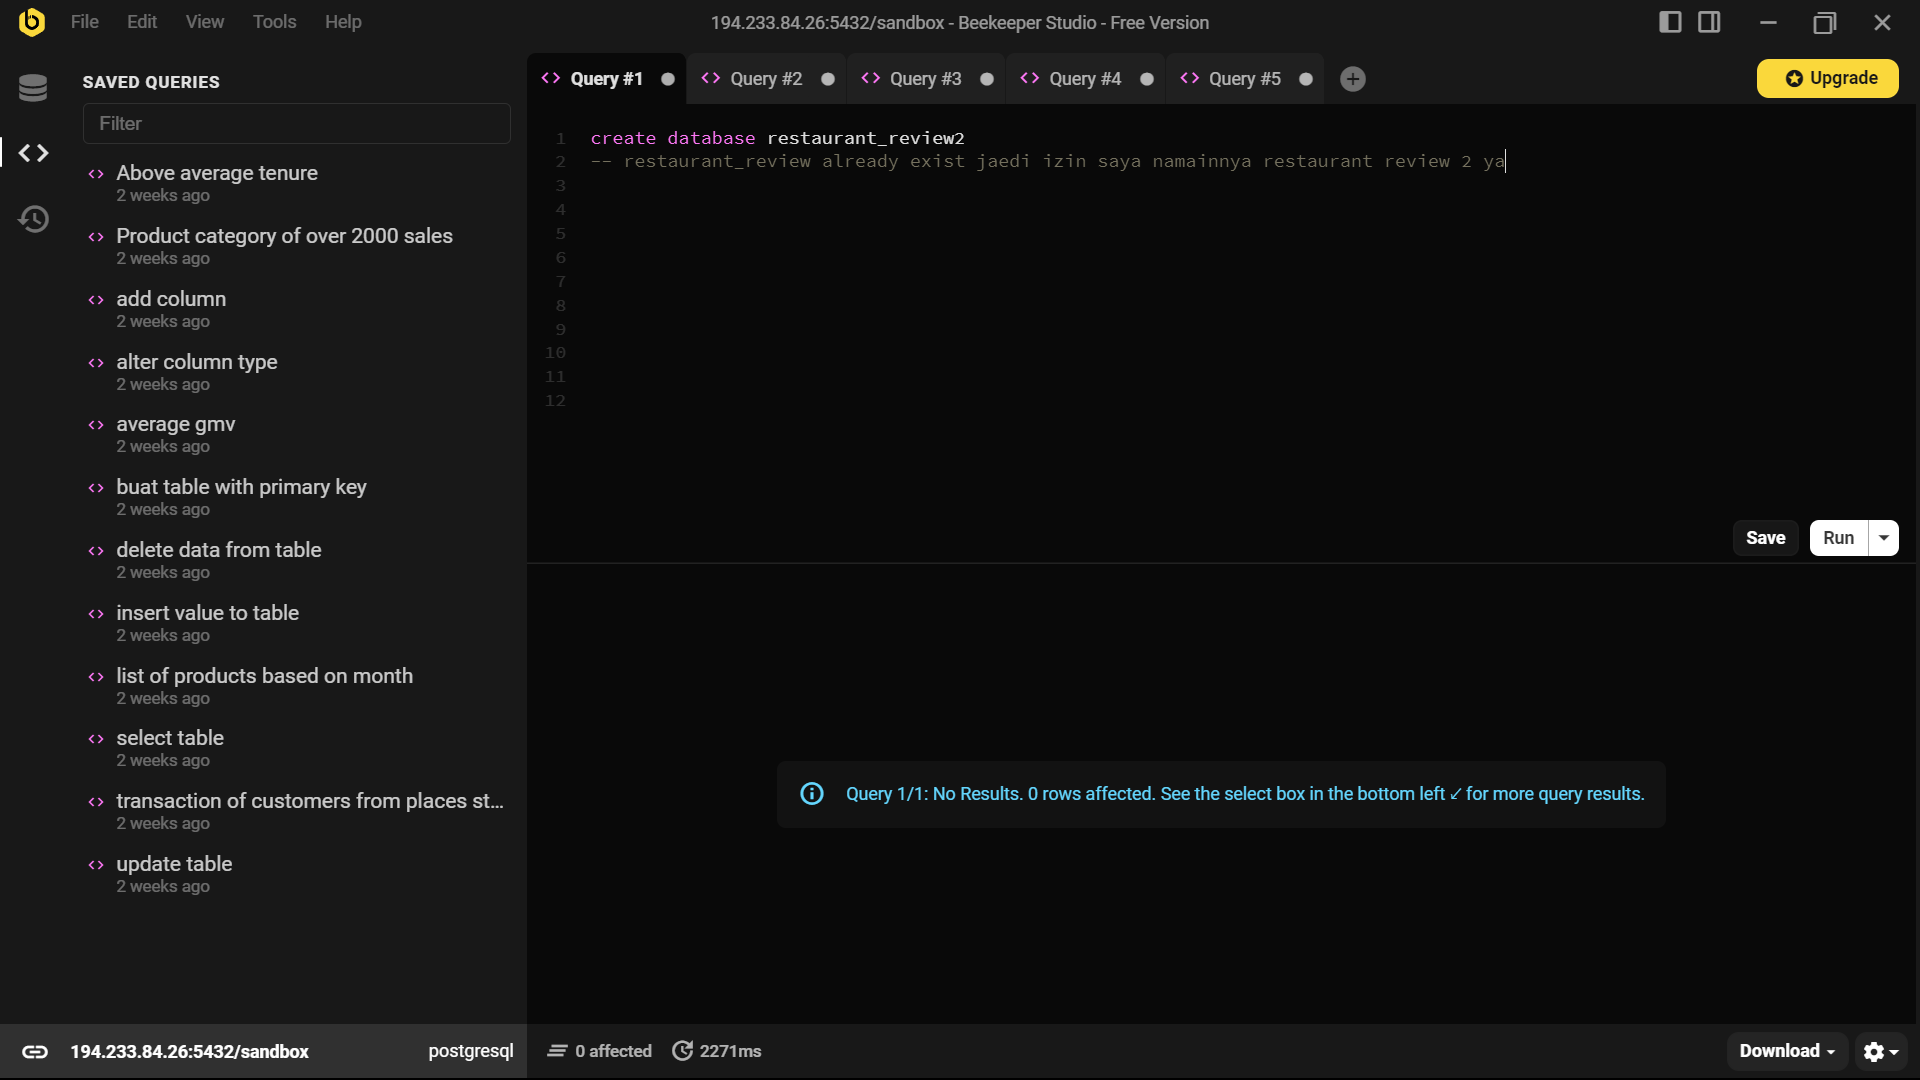 File Edit View Tools Help
194.233.84.26:5432/sandbox - Beekeeper Studio - Free Version
SAVED QUERIES
Filter
Above average tenure
2 weeks ago
Product category of over 2000 sales
2 weeks ago
add column
2 weeks ago
alter column type
2 weeks ago
average gmv
2 weeks ago
buat table with primary key
2 weeks ago
delete data from table
2 weeks ago
insert value to table
2 weeks ago
list of products based on month
2 weeks ago
select table
2 weeks ago
transaction of customers from places st...
2 weeks ago
update table
2 weeks ago
Query #1 Query #2 Query #3 Query #4 Query #5
Upgrade
1 create database restaurant_review2
2 -- restaurant_review already exist jaedi izin saya namainnya restaurant review 2 ya
3
4
5
6
7
8
9
10
11
12
Save Run
Query 1/1: No Results. 0 rows affected. See the select box in the bottom left ↙ for more query results.
194.233.84.26:5432/sandbox postgresql
0 affected 2271ms
Download